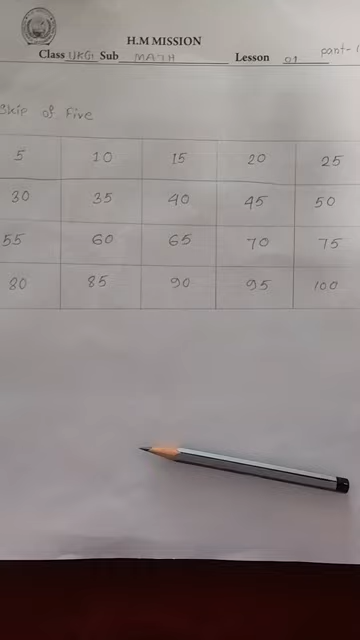 H.M MISSION
Class UKG Sub MATH Lesson 01 part-1
Skip of Five
5 10 15 20 25
30 35 40 45 50
55 60 65 70 75
80 85 90 95 100